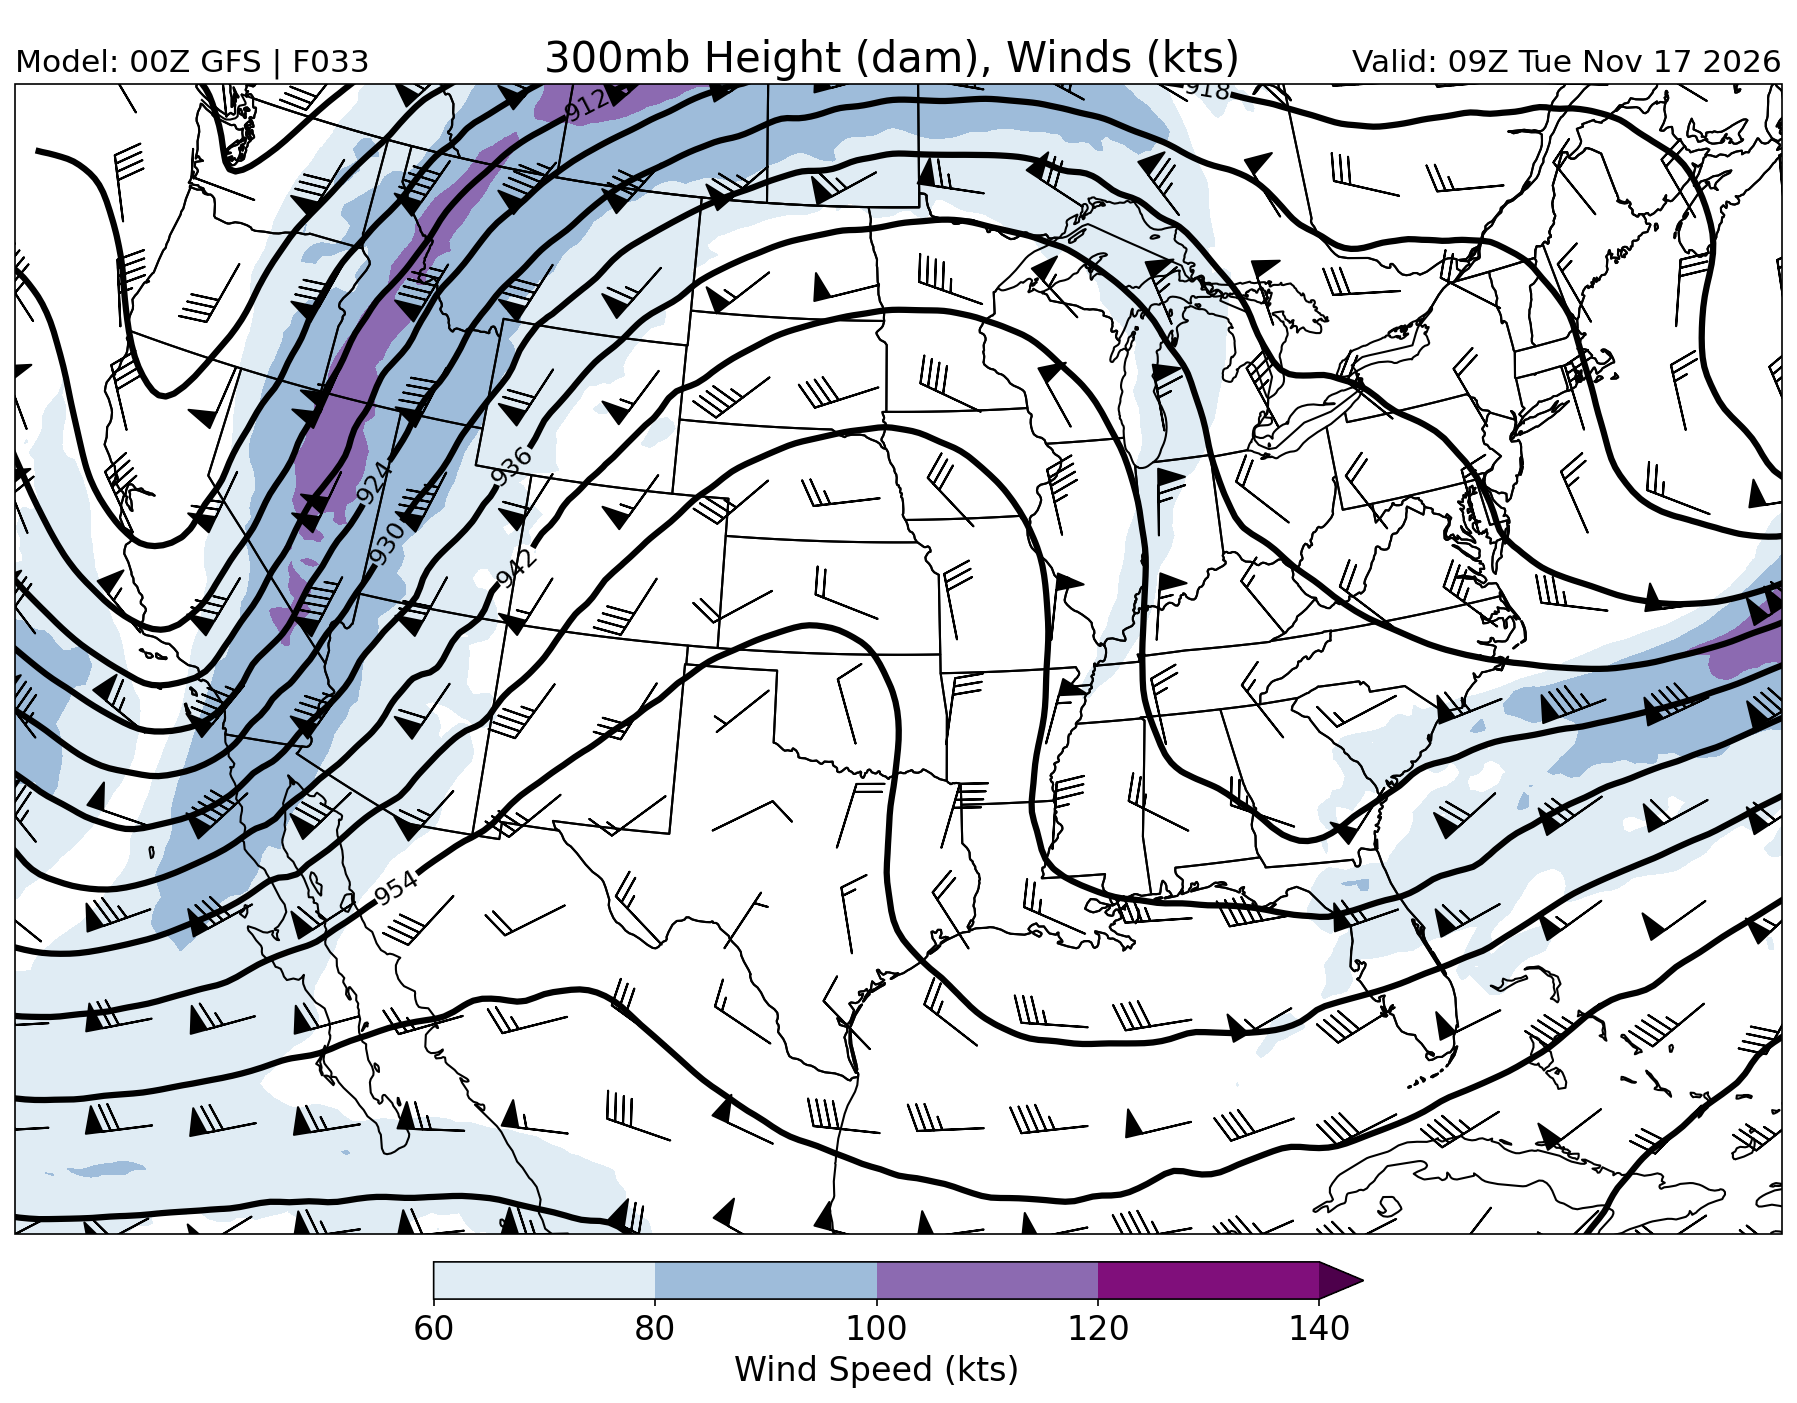 Model: 00Z GFS | F033
300mb Height (dam), Winds (kts)
Valid: 09Z Tue Nov 17 2026
912
918
924
930
936
942
954
60 80 100 120 140
Wind Speed (kts)